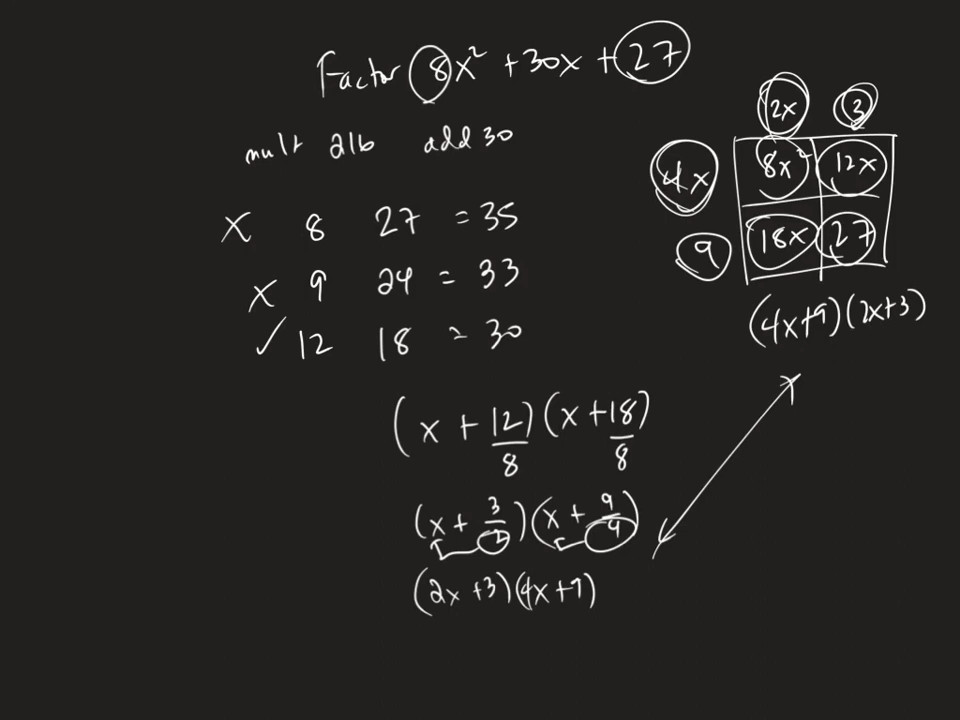 Factor 8x² + 30x + 27
mult 216 add 30
x 8 27 = 35
x 9 24 = 33
✓ 12 18 = 30
2x 3
4x 8x² 12x
9 18x 27
(4x+9)(2x+3)
(x + 12/8)(x + 18/8)
(x + 3/2)(x + 9/4)
(2x +3)(4x+9)